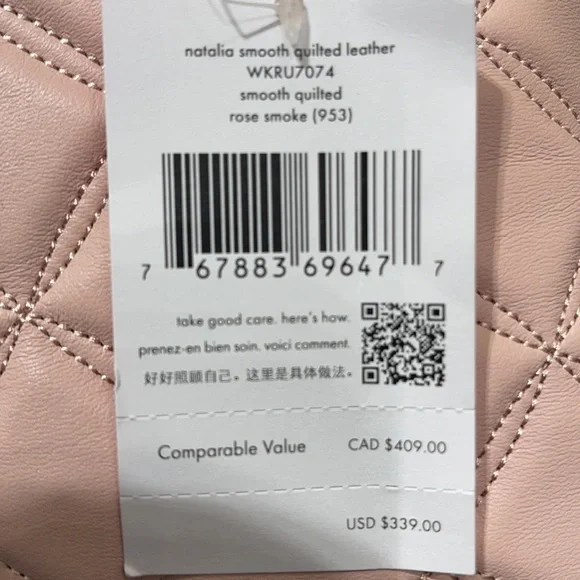 natalia smooth quilted leather
WKRU7074
smooth quilted
rose smoke (953)
7 67883 69647 7
take good care. here's how.
prenez-en bien soin. voici comment.
好好照顾自己。这里是具体做法。
Comparable Value CAD $409.00
USD $339.00